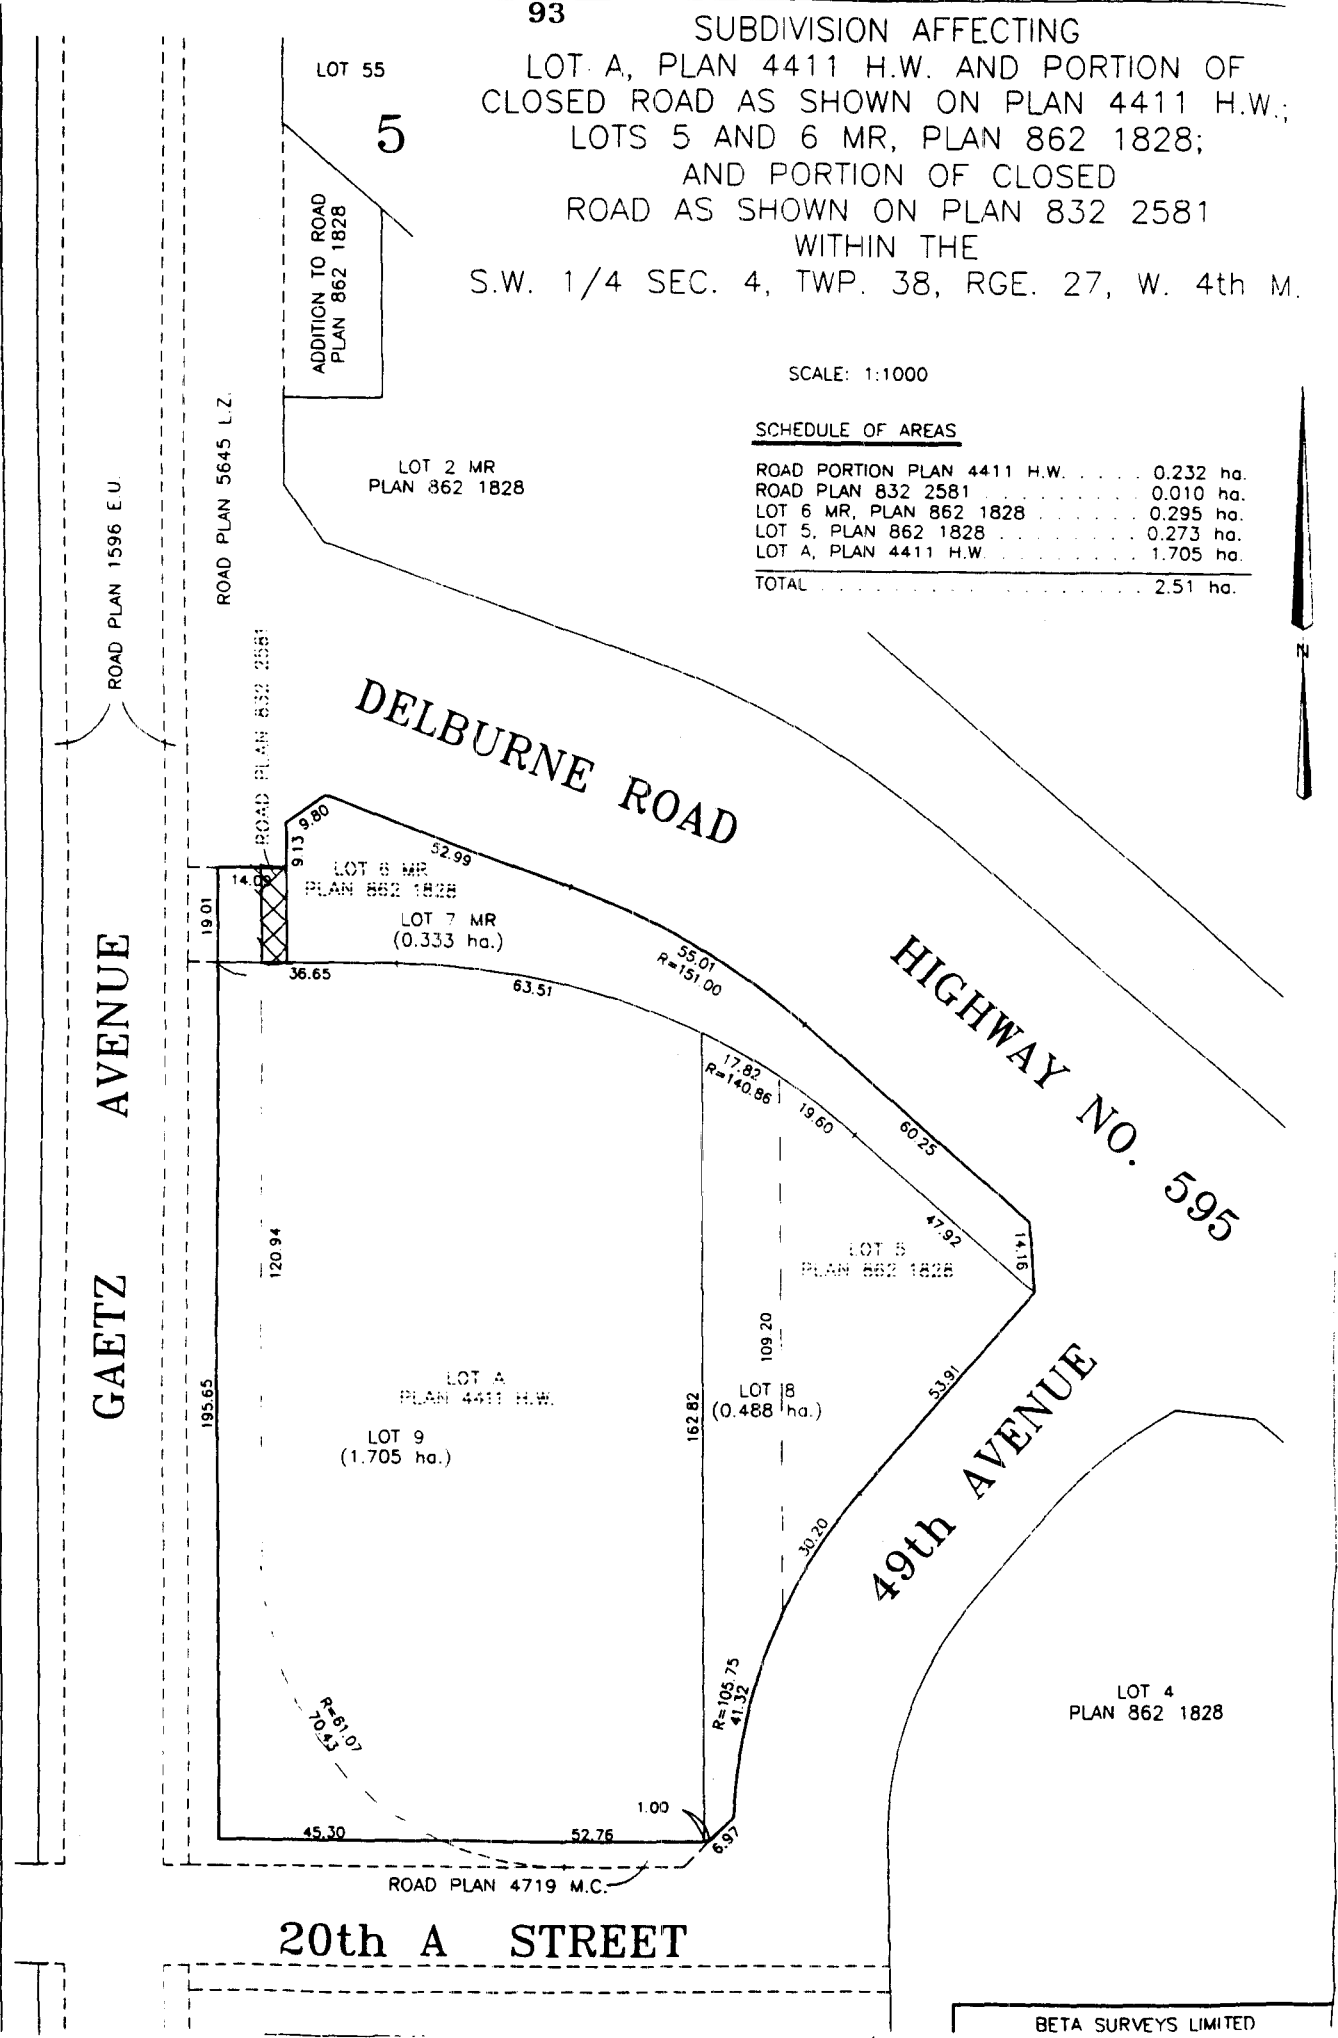 93
SUBDIVISION AFFECTING
LOT A, PLAN 4411 H.W. AND PORTION OF
CLOSED ROAD AS SHOWN ON PLAN 4411 H.W.;
LOTS 5 AND 6 MR, PLAN 862 1828;
AND PORTION OF CLOSED
ROAD AS SHOWN ON PLAN 832 2581
WITHIN THE
S.W. 1/4 SEC. 4, TWP. 38, RGE. 27, W. 4th M.
LOT 55
5
ADDITION TO ROAD
PLAN 862 1828
SCALE: 1:1000
SCHEDULE OF AREAS
ROAD PORTION PLAN 4411 H.W. . . . . 0.232 ha.
ROAD PLAN 832 2581 . . . . . . . . . 0.010 ha.
LOT 6 MR, PLAN 862 1828 . . . . . . 0.295 ha.
LOT 5, PLAN 862 1828 . . . . . . . . 0.273 ha.
LOT A, PLAN 4411 H.W. . . . . . . . . 1.705 ha.
TOTAL . . . . . . . . . . . . . . . . . 2.51 ha.
N
LOT 2 MR
PLAN 862 1828
ROAD PLAN 5645 L.Z.
ROAD PLAN 1596 E.U.
ROAD PLAN 832 2581
DELBURNE ROAD
HIGHWAY NO. 595
GAETZ AVENUE
9.80
9.13
52.99
14.09
19.01
LOT 6 MR
PLAN 862 1828
LOT 7 MR
(0.333 ha.)
36.65
63.51
55.01
R=151.00
17.82
R=140.86
19.60
60.25
47.92
14.16
LOT 5
PLAN 862 1828
120.94
109.20
53.91
195.65
162.82
LOT A
PLAN 4411 H.W.
LOT 9
(1.705 ha.)
LOT 8
(0.488 ha.)
49th AVENUE
30.20
R=105.75
41.32
R=61.07
70.43
LOT 4
PLAN 862 1828
1.00
45.30
52.76
6.97
ROAD PLAN 4719 M.C.
20th A STREET
BETA SURVEYS LIMITED